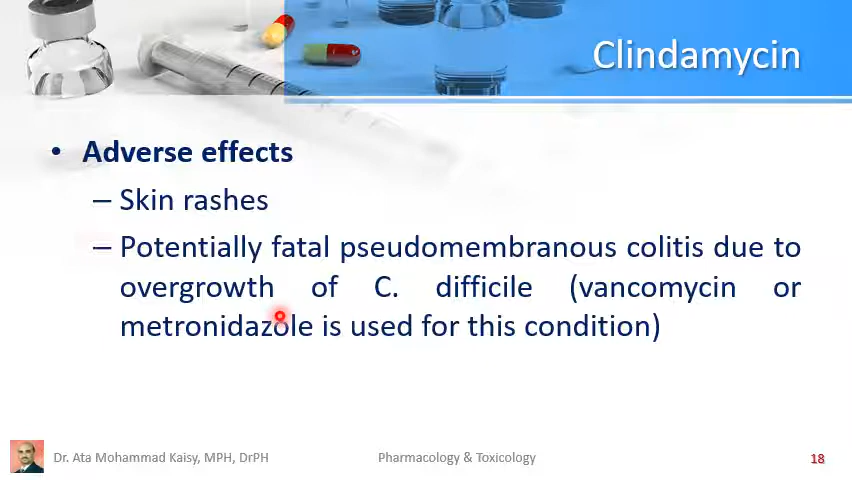 Clindamycin
• Adverse effects
– Skin rashes
– Potentially fatal pseudomembranous colitis due to
overgrowth of C. difficile (vancomycin or
metronidazole is used for this condition)
Dr. Ata Mohammad Kaisy, MPH, DrPH Pharmacology & Toxicology 18